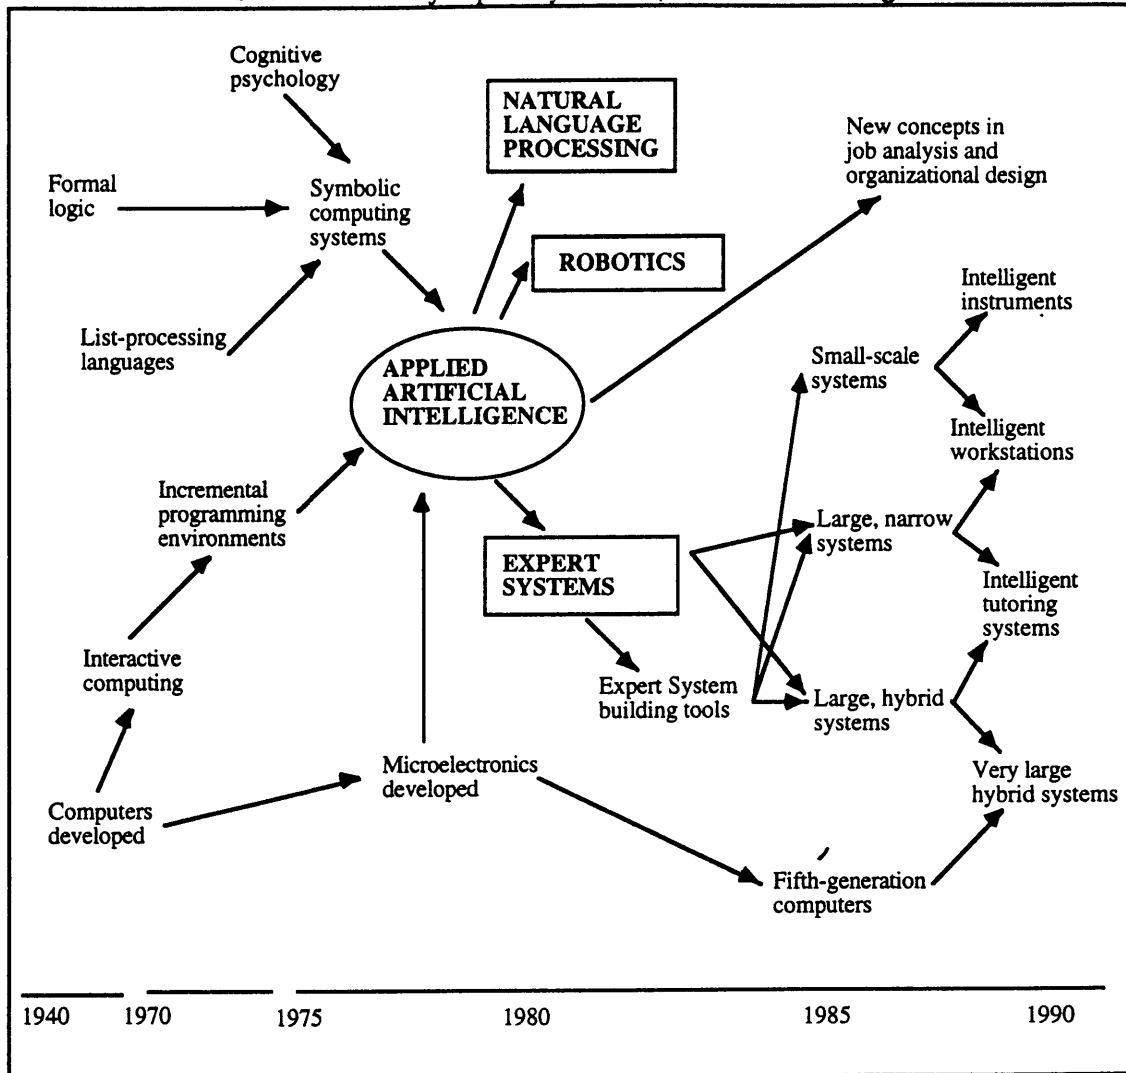 Cognitive
psychology
NATURAL
LANGUAGE
PROCESSING
New concepts in
job analysis and
organizational design
Formal
logic
Symbolic
computing
systems
ROBOTICS
Intelligent
instruments
List-processing
languages
APPLIED
ARTIFICIAL
INTELLIGENCE
Small-scale
systems
Intelligent
workstations
Incremental
programming
environments
Large, narrow
systems
EXPERT
SYSTEMS
Intelligent
tutoring
systems
Interactive
computing
Expert System
building tools
Large, hybrid
systems
Microelectronics
developed
Very large
hybrid systems
Computers
developed
Fifth-generation
computers
1940 1970 1975 1980 1985 1990